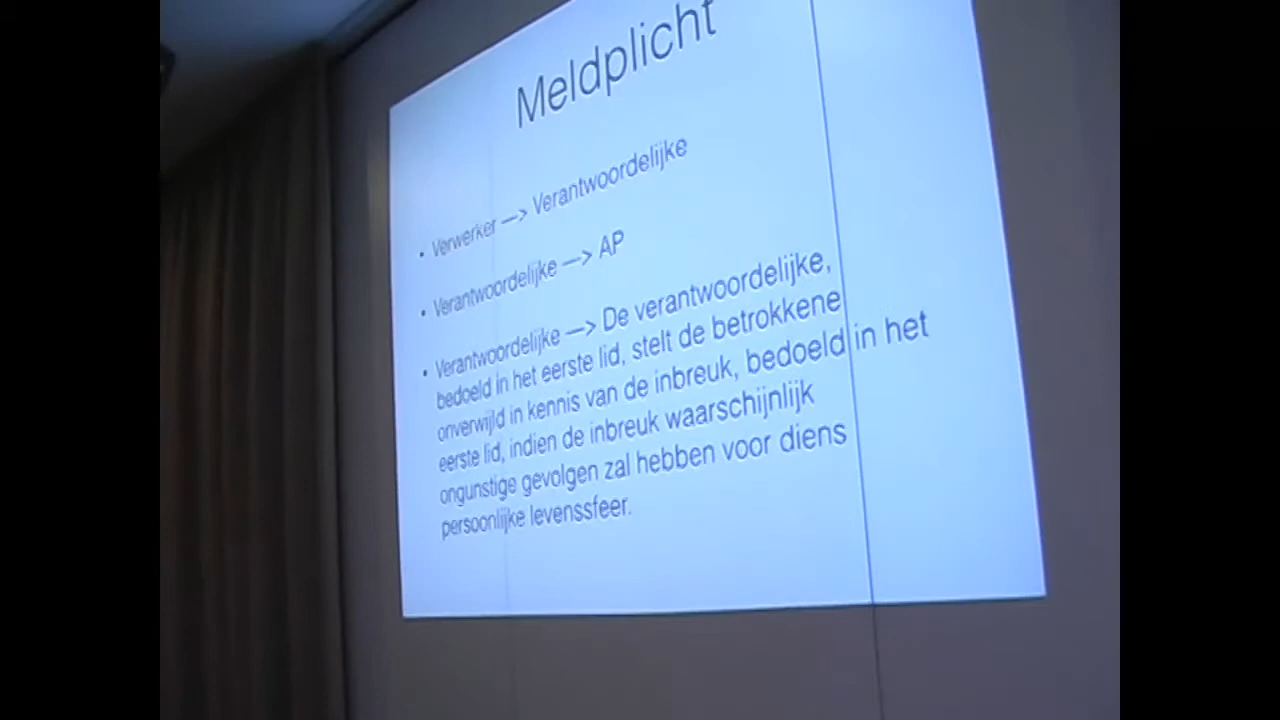 Meldplicht
• Verwerker —> Verantwoordelijke
• Verantwoordelijke —> AP
• Verantwoordelijke —> De verantwoordelijke,
bedoeld in het eerste lid, stelt de betrokkene
onverwijld in kennis van de inbreuk, bedoeld in het
eerste lid, indien de inbreuk waarschijnlijk
ongunstige gevolgen zal hebben voor diens
persoonlijke levenssfeer.